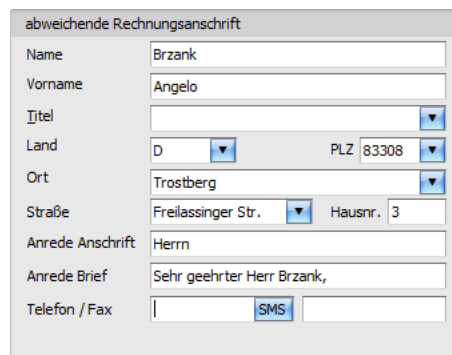 abweichende Rechnungsanschrift
Name Brzank
Vorname Angelo
Titel
Land D PLZ 83308
Ort Trostberg
Straße Freilassinger Str. Hausnr. 3
Anrede Anschrift Herrn
Anrede Brief Sehr geehrter Herr Brzank,
Telefon / Fax SMS